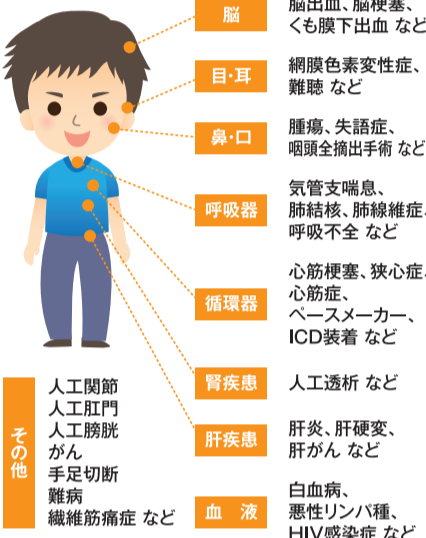 脳
脳出血、脳梗塞、
くも膜下出血 など
目・耳
網膜色素変性症、
難聴 など
鼻・口
腫瘍、失語症、
咽頭全摘出手術 など
呼吸器
気管支喘息、
肺結核、肺線維症、
呼吸不全 など
循環器
心筋梗塞、狭心症、
心筋症、
ペースメーカー、
ICD装着 など
腎疾患
人工透析 など
肝疾患
肝炎、肝硬変、
肝がん など
血 液
白血病、
悪性リンパ種、
HIV感染症 など
その他
人工関節
人工肛門
人工膀胱
がん
手足切断
難病
繊維筋痛症 など